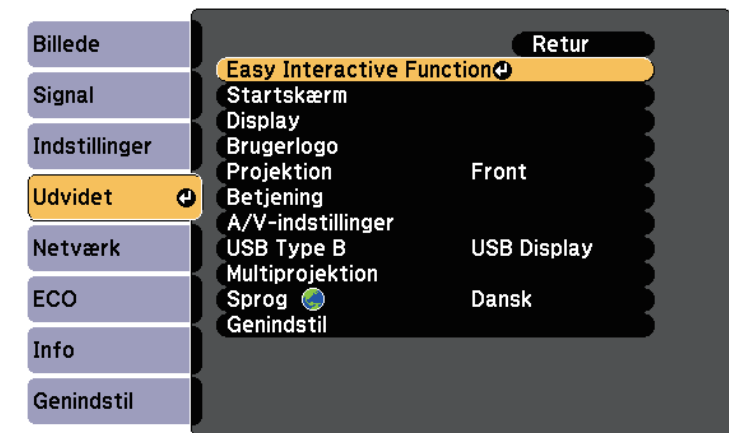 Billede
Signal
Indstillinger
Udvidet
Netværk
ECO
Info
Genindstil
Retur
Easy Interactive Function
Startskærm
Display
Brugerlogo
Projektion Front
Betjening
A/V-indstillinger
USB Type B USB Display
Multiprojektion
Sprog Dansk
Genindstil